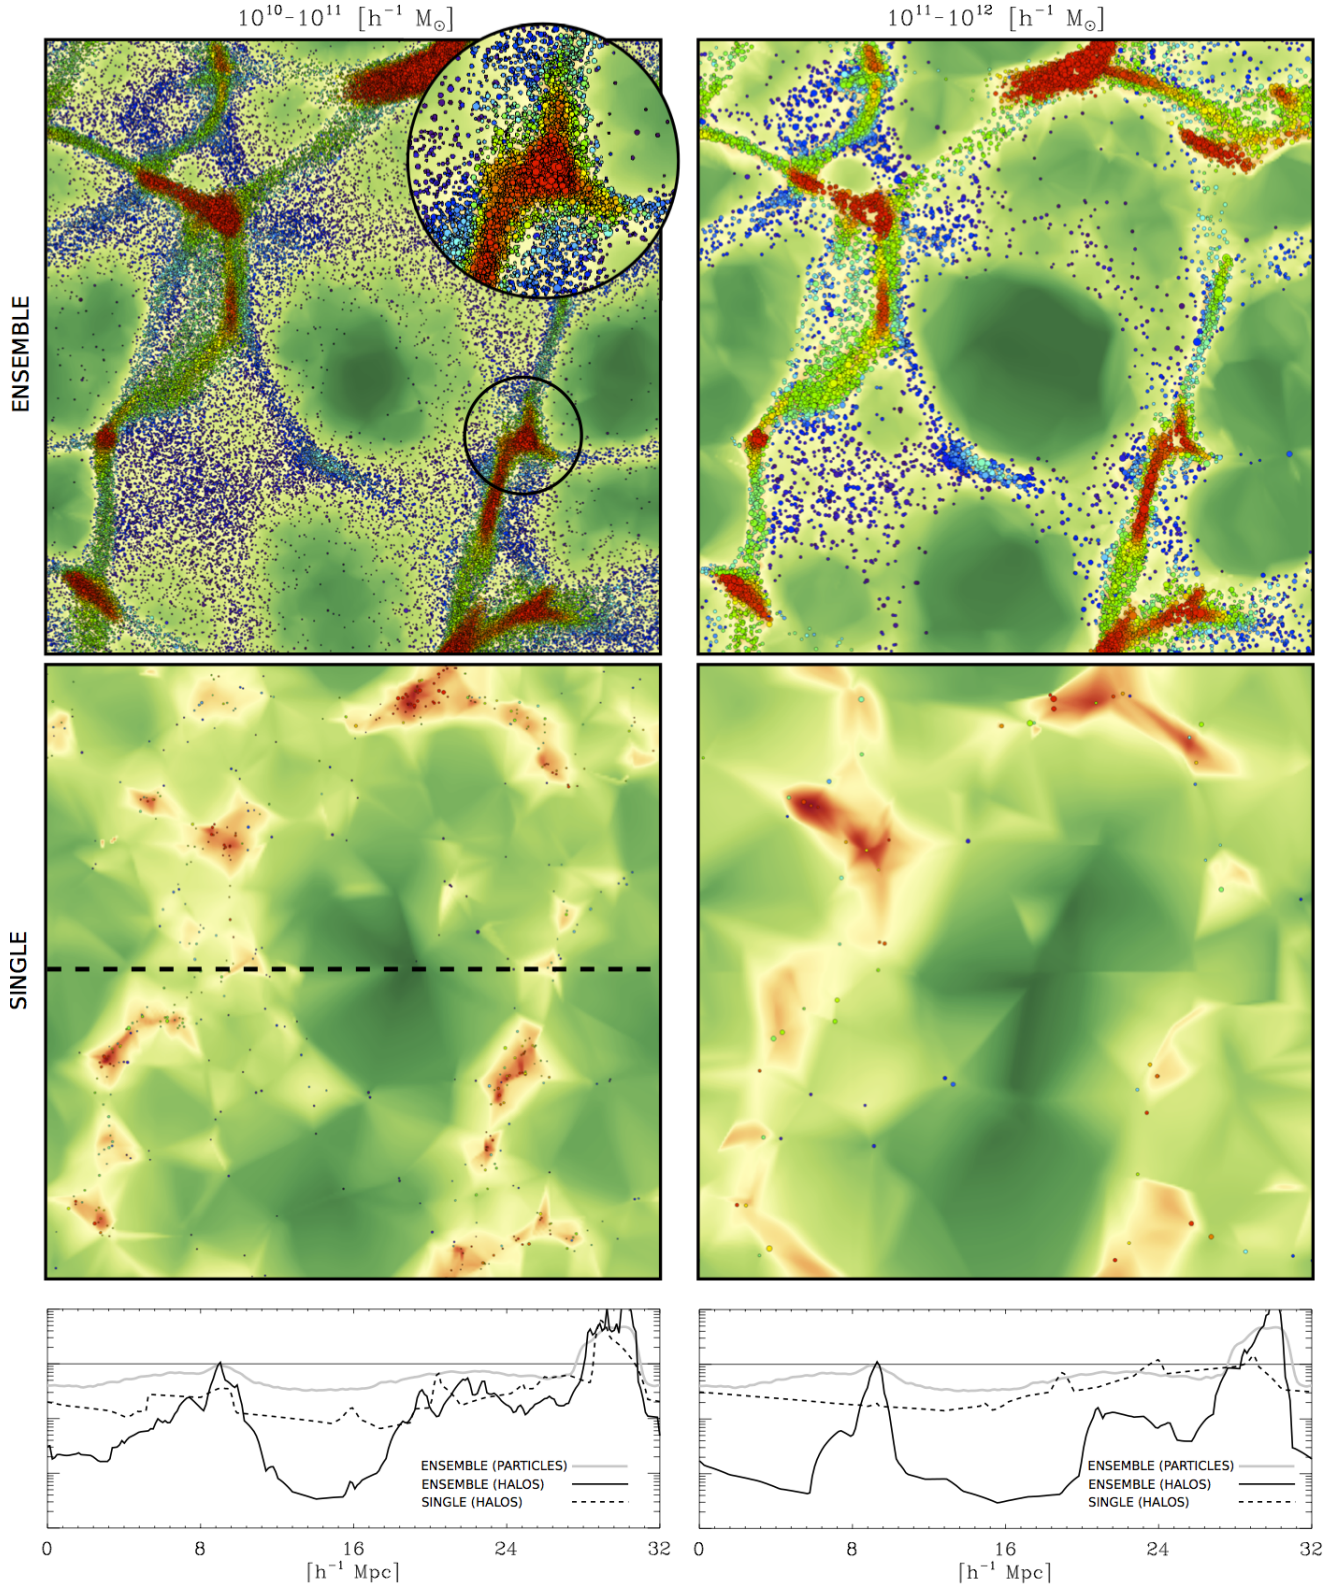 10¹⁰–10¹¹ [h⁻¹ M⊙]
10¹¹–10¹² [h⁻¹ M⊙]
ENSEMBLE
SINGLE
ENSEMBLE (PARTICLES)
ENSEMBLE (HALOS)
SINGLE (HALOS)
0 8 16 24 32
[h⁻¹ Mpc]
ENSEMBLE (PARTICLES)
ENSEMBLE (HALOS)
SINGLE (HALOS)
0 8 16 24 32
[h⁻¹ Mpc]